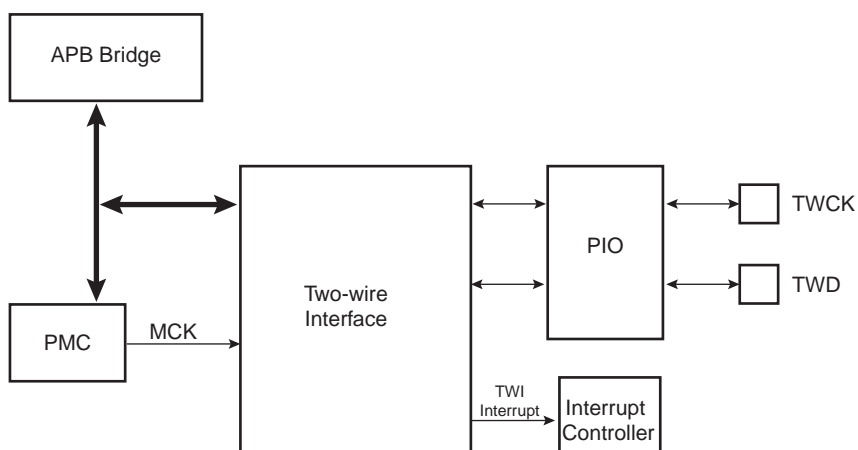 APB Bridge
TWCK
PIO
Two-wire
Interface
TWD
PMC
MCK
TWI
Interrupt
Interrupt
Controller